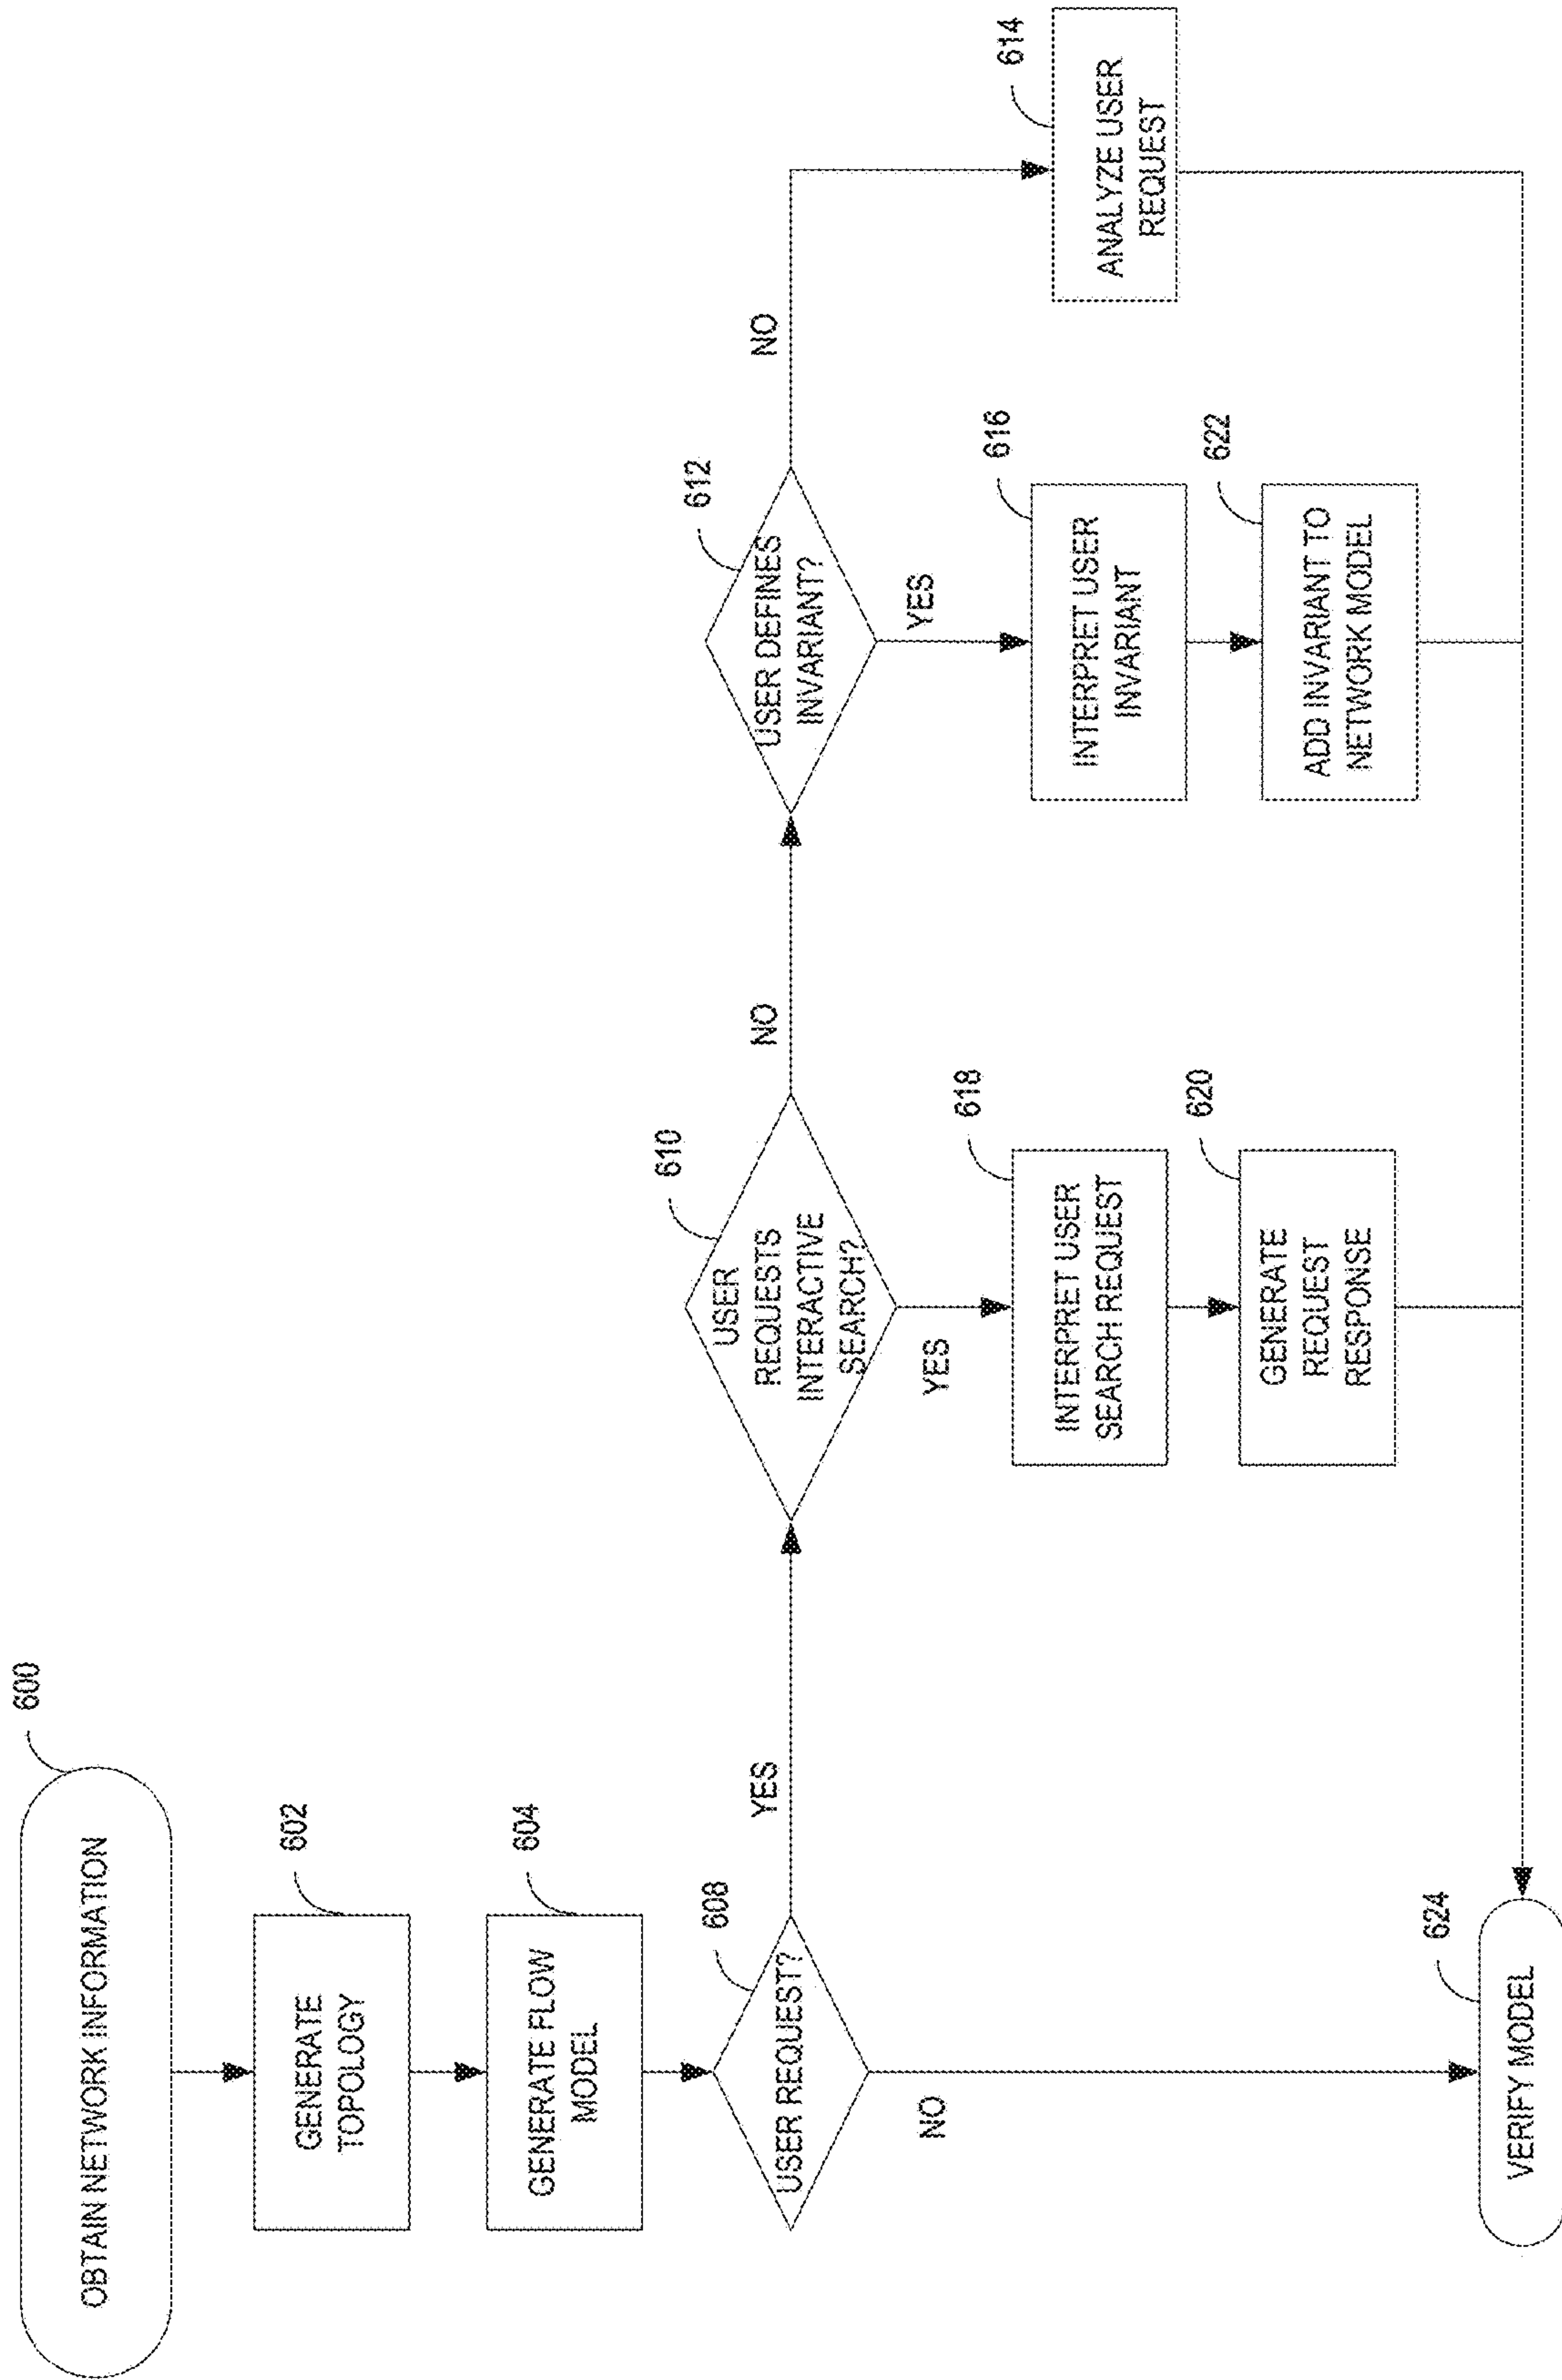 600
OBTAIN NETWORK INFORMATION
602
GENERATE
TOPOLOGY
604
GENERATE FLOW
MODEL
608
USER REQUEST?
YES
NO
610
USER
REQUESTS
INTERACTIVE
SEARCH?
NO
YES
612
USER DEFINES
INVARIANT?
NO
YES
618
INTERPRET USER
SEARCH REQUEST
620
GENERATE
REQUEST
RESPONSE
616
INTERPRET USER
INVARIANT
622
ADD INVARIANT TO
NETWORK MODEL
614
ANALYZE USER
REQUEST
624
VERIFY MODEL